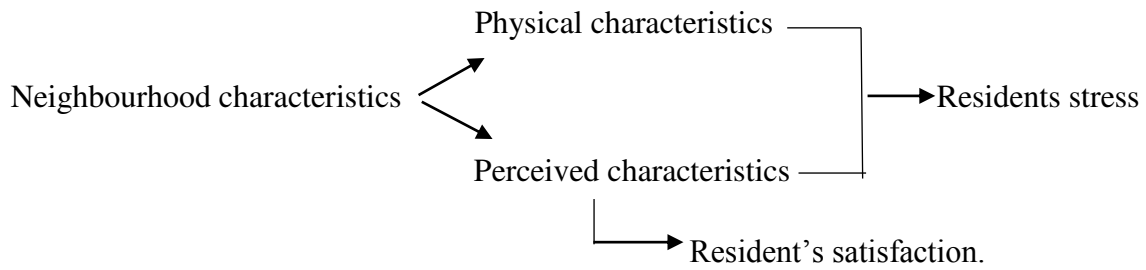 Physical characteristics
Neighbourhood characteristics
Residents stress
Perceived characteristics
Resident’s satisfaction.